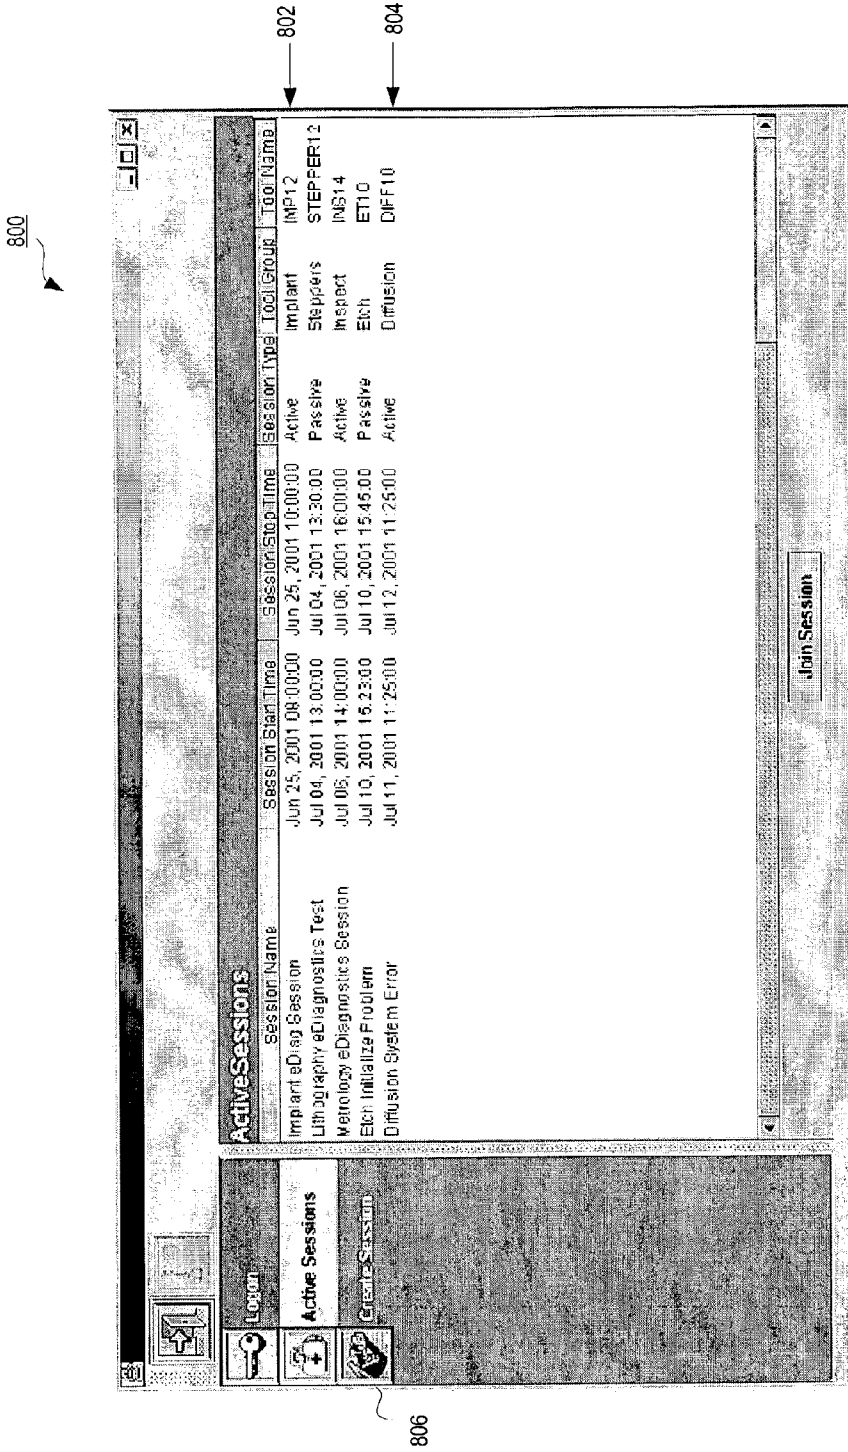 800
ActiveSessions
Logon
Active Sessions
Create Session
Session Name Session Start Time Session Stop Time Session Type Tool Group Tool Name
Implant eDiag Session Jun 25, 2001 08:00:00 Jun 25, 2001 10:00:00 Active Implant IMP12
Lithography eDiagnostics Test Jul 04, 2001 13:00:00 Jul 04, 2001 13:30:00 Passive Steppers STEPPER12
Metrology eDiagnostics Session Jul 06, 2001 14:00:00 Jul 06, 2001 16:00:00 Active Inspect INS14
Etch Initialize Problem Jul 10, 2001 15:23:00 Jul 10, 2001 15:45:00 Passive Etch ET10
Diffusion System Error Jul 11, 2001 11:25:00 Jul 12, 2001 11:25:00 Active Diffusion DIFF10
Join Session
802
804
806